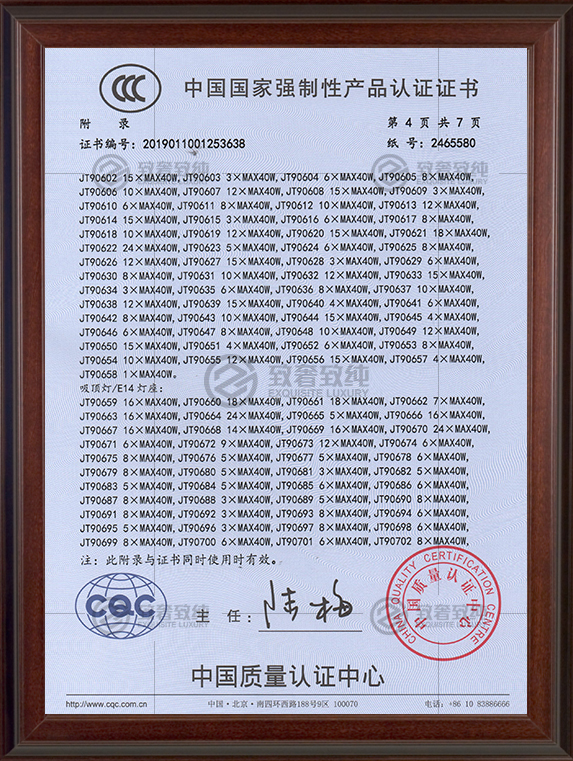 CCC 中国国家强制性产品认证证书
附 录 第 4 页 共 7 页
证书编号: 2019011001253638 纸 号: 2465580
JT90602 15×MAX40W, JT90603 3×MAX40W, JT90604 6×MAX40W, JT90605 8×MAX40W,
JT90606 10×MAX40W, JT90607 12×MAX40W, JT90608 15×MAX40W, JT90609 3×MAX40W,
JT90610 6×MAX40W, JT90611 8×MAX40W, JT90612 10×MAX40W, JT90613 12×MAX40W,
JT90614 15×MAX40W, JT90615 3×MAX40W, JT90616 6×MAX40W, JT90617 8×MAX40W,
JT90618 10×MAX40W, JT90619 12×MAX40W, JT90620 15×MAX40W, JT90621 18×MAX40W,
JT90622 24×MAX40W, JT90623 5×MAX40W, JT90624 6×MAX40W, JT90625 8×MAX40W,
JT90626 12×MAX40W, JT90627 15×MAX40W, JT90628 3×MAX40W, JT90629 6×MAX40W,
JT90630 8×MAX40W, JT90631 10×MAX40W, JT90632 12×MAX40W, JT90633 15×MAX40W,
JT90634 3×MAX40W, JT90635 6×MAX40W, JT90636 8×MAX40W, JT90637 10×MAX40W,
JT90638 12×MAX40W, JT90639 15×MAX40W, JT90640 4×MAX40W, JT90641 6×MAX40W,
JT90642 8×MAX40W, JT90643 10×MAX40W, JT90644 15×MAX40W, JT90645 4×MAX40W,
JT90646 6×MAX40W, JT90647 8×MAX40W, JT90648 10×MAX40W, JT90649 12×MAX40W,
JT90650 15×MAX40W, JT90651 4×MAX40W, JT90652 6×MAX40W, JT90653 8×MAX40W,
JT90654 10×MAX40W, JT90655 12×MAX40W, JT90656 15×MAX40W, JT90657 4×MAX40W,
JT90658 1×MAX40W。
吸顶灯/E14 灯座:
JT90659 16×MAX40W, JT90660 18×MAX40W, JT90661 18×MAX40W, JT90662 7×MAX40W,
JT90663 16×MAX40W, JT90664 24×MAX40W, JT90665 5×MAX40W, JT90666 16×MAX40W,
JT90667 16×MAX40W, JT90668 14×MAX40W, JT90669 16×MAX40W, JT90670 24×MAX40W,
JT90671 6×MAX40W, JT90672 9×MAX40W, JT90673 12×MAX40W, JT90674 6×MAX40W,
JT90675 8×MAX40W, JT90676 5×MAX40W, JT90677 5×MAX40W, JT90678 6×MAX40W,
JT90679 8×MAX40W, JT90680 5×MAX40W, JT90681 3×MAX40W, JT90682 5×MAX40W,
JT90683 5×MAX40W, JT90684 5×MAX40W, JT90685 6×MAX40W, JT90686 6×MAX40W,
JT90687 8×MAX40W, JT90688 3×MAX40W, JT90689 5×MAX40W, JT90690 8×MAX40W,
JT90691 8×MAX40W, JT90692 3×MAX40W, JT90693 8×MAX40W, JT90694 6×MAX40W,
JT90695 5×MAX40W, JT90696 3×MAX40W, JT90697 8×MAX40W, JT90698 6×MAX40W,
JT90699 8×MAX40W, JT90700 6×MAX40W, JT90701 6×MAX40W, JT90702 8×MAX40W,
注: 此附录与证书同时使用时有效。
致奢致纯
EXQUISITE LUXURY
CQC
主 任: 陆梅
CHINA QUALITY CERTIFICATION CENTRE
中国质量认证中心
中国质量认证中心
http://www.cqc.com.cn 中国·北京·南四环西路188号9区 100070 电话: +86 10 83886666